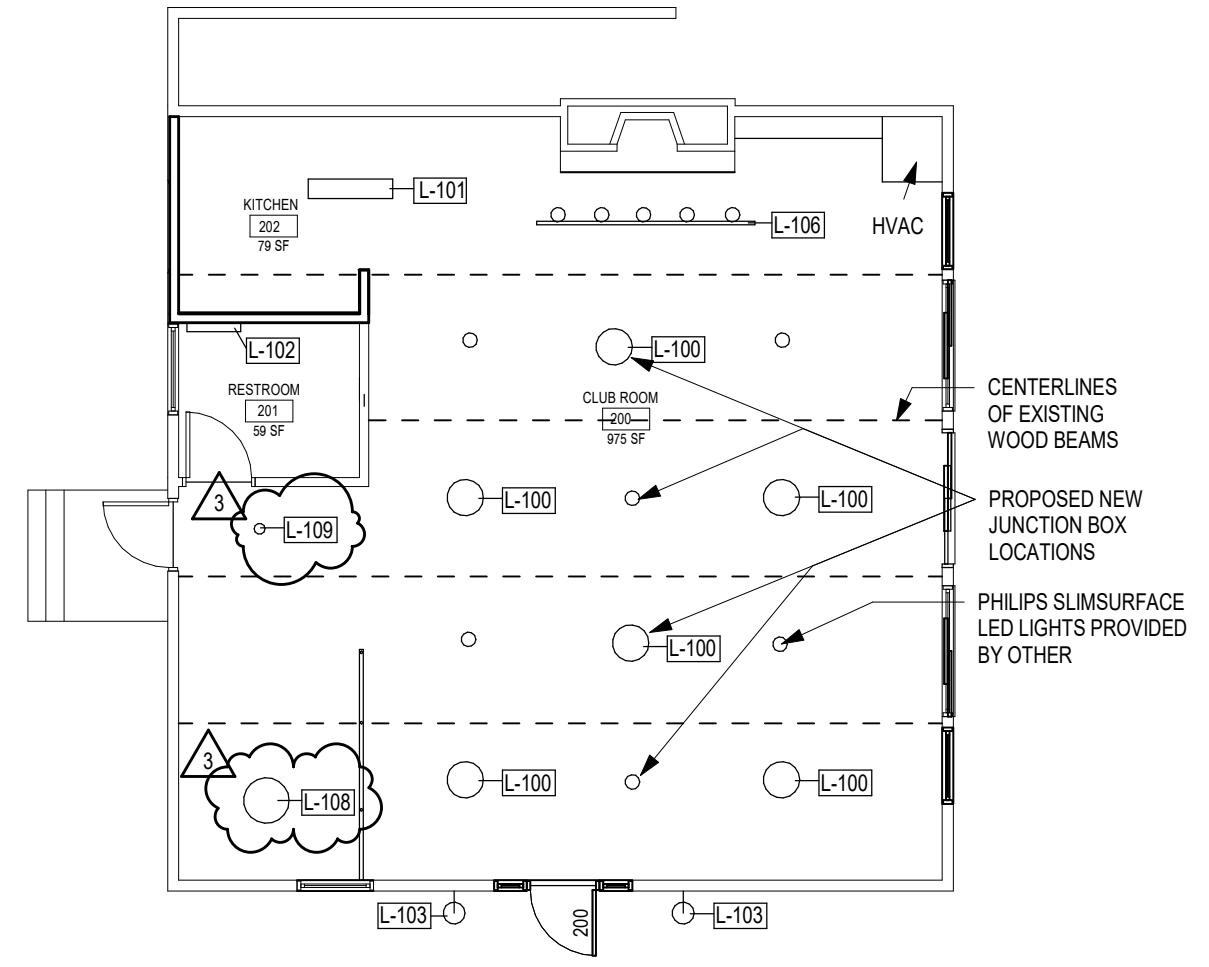 L-101
KITCHEN
202
79 SF
L-106
HVAC
L-102
L-100
RESTROOM
201
59 SF
CLUB ROOM
200
975 SF
CENTERLINES
OF EXISTING
WOOD BEAMS
3
L-109
L-100
L-100
PROPOSED NEW
JUNCTION BOX
LOCATIONS
L-100
PHILIPS SLIMSURFACE
LED LIGHTS PROVIDED
BY OTHER
3
L-108
L-100
L-100
L-103
200
L-103